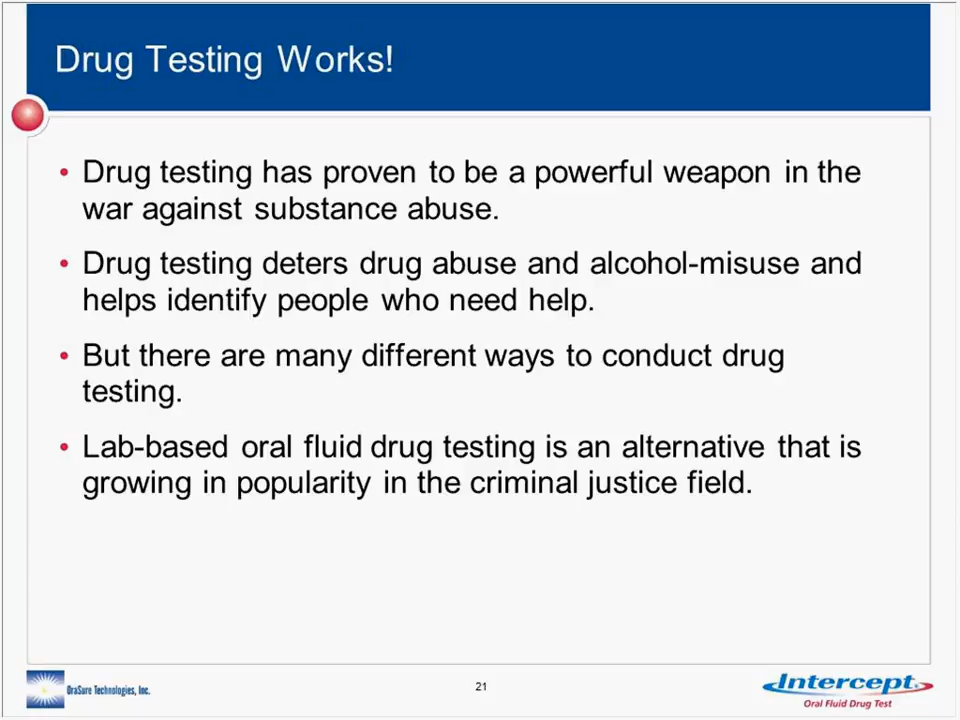 Drug Testing Works!
• Drug testing has proven to be a powerful weapon in the
war against substance abuse.
• Drug testing deters drug abuse and alcohol-misuse and
helps identify people who need help.
• But there are many different ways to conduct drug
testing.
• Lab-based oral fluid drug testing is an alternative that is
growing in popularity in the criminal justice field.
OraSure Technologies, Inc.
21
Intercept
Oral Fluid Drug Test